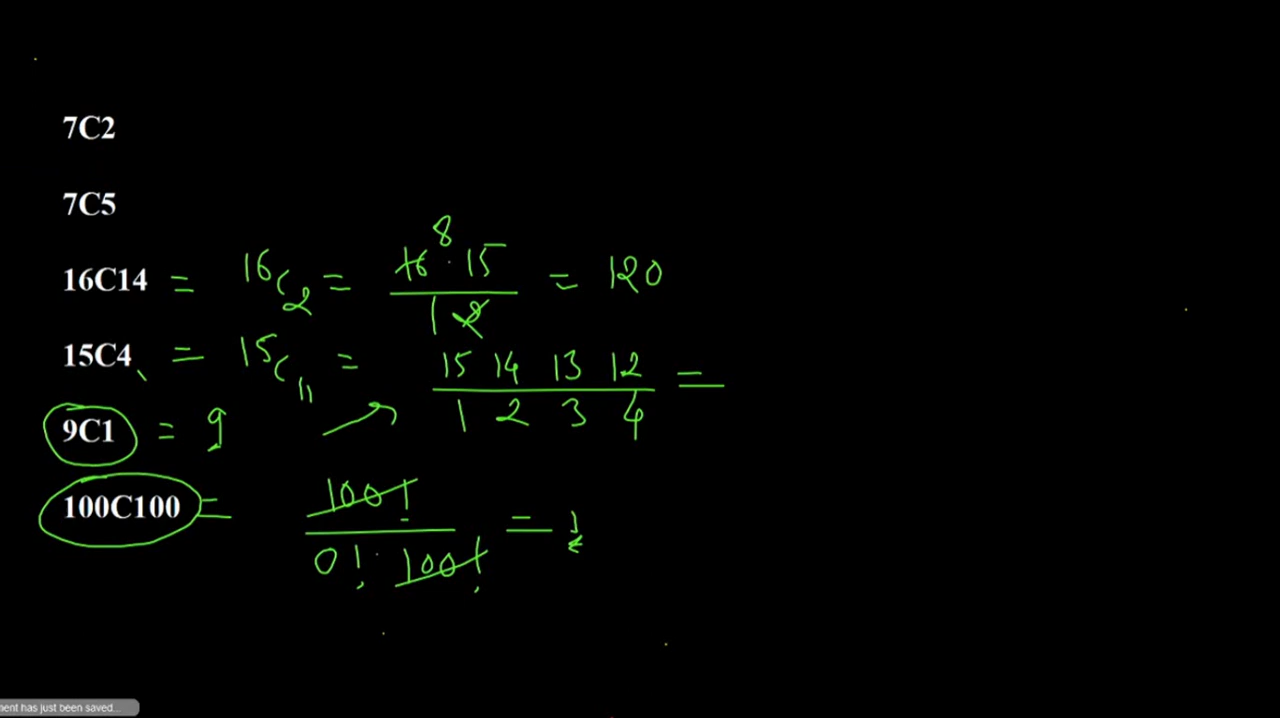 7C2
7C5
16C14 = 16C2 = 16 8 · 15 / 1 2 = 120
15C4 = 15C11 = 15 14 13 12 / 1 2 3 4 =
9C1 = 9
100C100 = 100! / 0! · 100! = 1
ment has just been saved...